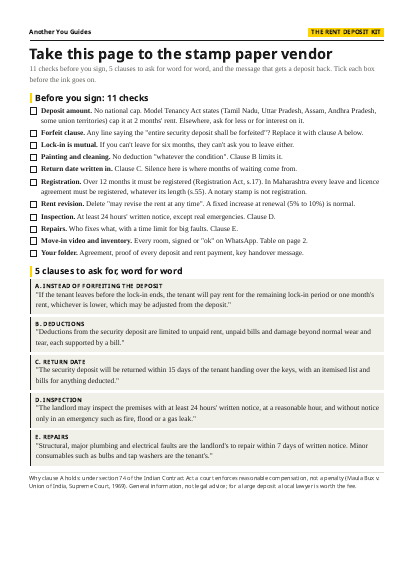 Another You Guides
THE RENT DEPOSIT KIT
Take this page to the stamp paper vendor
11 checks before you sign, 5 clauses to ask for word for word, and the message that gets a deposit back. Tick each box
before the ink goes on.
Before you sign: 11 checks
Deposit amount. No national cap. Model Tenancy Act states (Tamil Nadu, Uttar Pradesh, Assam, Andhra Pradesh,
some union territories) cap it at 2 months' rent. Elsewhere, ask for less or for interest on it.
Forfeit clause. Any line saying the "entire security deposit shall be forfeited"? Replace it with clause A below.
Lock-in is mutual. If you can't leave for six months, they can't ask you to leave either.
Painting and cleaning. No deduction "whatever the condition". Clause B limits it.
Return date written in. Clause C. Silence here is where months of waiting come from.
Registration. Over 12 months it must be registered (Registration Act, s.17). In Maharashtra every leave and licence
agreement must be registered, whatever its length (s.55). A notary stamp is not registration.
Rent revision. Delete "may revise the rent at any time". A fixed increase at renewal (5% to 10%) is normal.
Inspection. At least 24 hours' written notice, except real emergencies. Clause D.
Repairs. Who fixes what, with a time limit for big faults. Clause E.
Move-in video and inventory. Every room, signed or "ok" on WhatsApp. Table on page 2.
Your folder. Agreement, proof of every deposit and rent payment, key handover message.
5 clauses to ask for, word for word
A. INSTEAD OF FORFEITING THE DEPOSIT
"If the tenant leaves before the lock-in ends, the tenant will pay rent for the remaining lock-in period or one month's
rent, whichever is lower, which may be adjusted from the deposit."
B. DEDUCTIONS
"Deductions from the security deposit are limited to unpaid rent, unpaid bills and damage beyond normal wear and
tear, each supported by a bill."
C. RETURN DATE
"The security deposit will be returned within 15 days of the tenant handing over the keys, with an itemised list and
bills for anything deducted."
D. INSPECTION
"The landlord may inspect the premises with at least 24 hours' written notice, at a reasonable hour, and without notice
only in an emergency such as fire, flood or a gas leak."
E. REPAIRS
"Structural, major plumbing and electrical faults are the landlord's to repair within 7 days of written notice. Minor
consumables such as bulbs and tap washers are the tenant's."
Why clause A holds: under section 74 of the Indian Contract Act a court enforces reasonable compensation, not a penalty (Maula Bux v.
Union of India, Supreme Court, 1969). General information, not legal advice; for a large deposit a local lawyer is worth the fee.